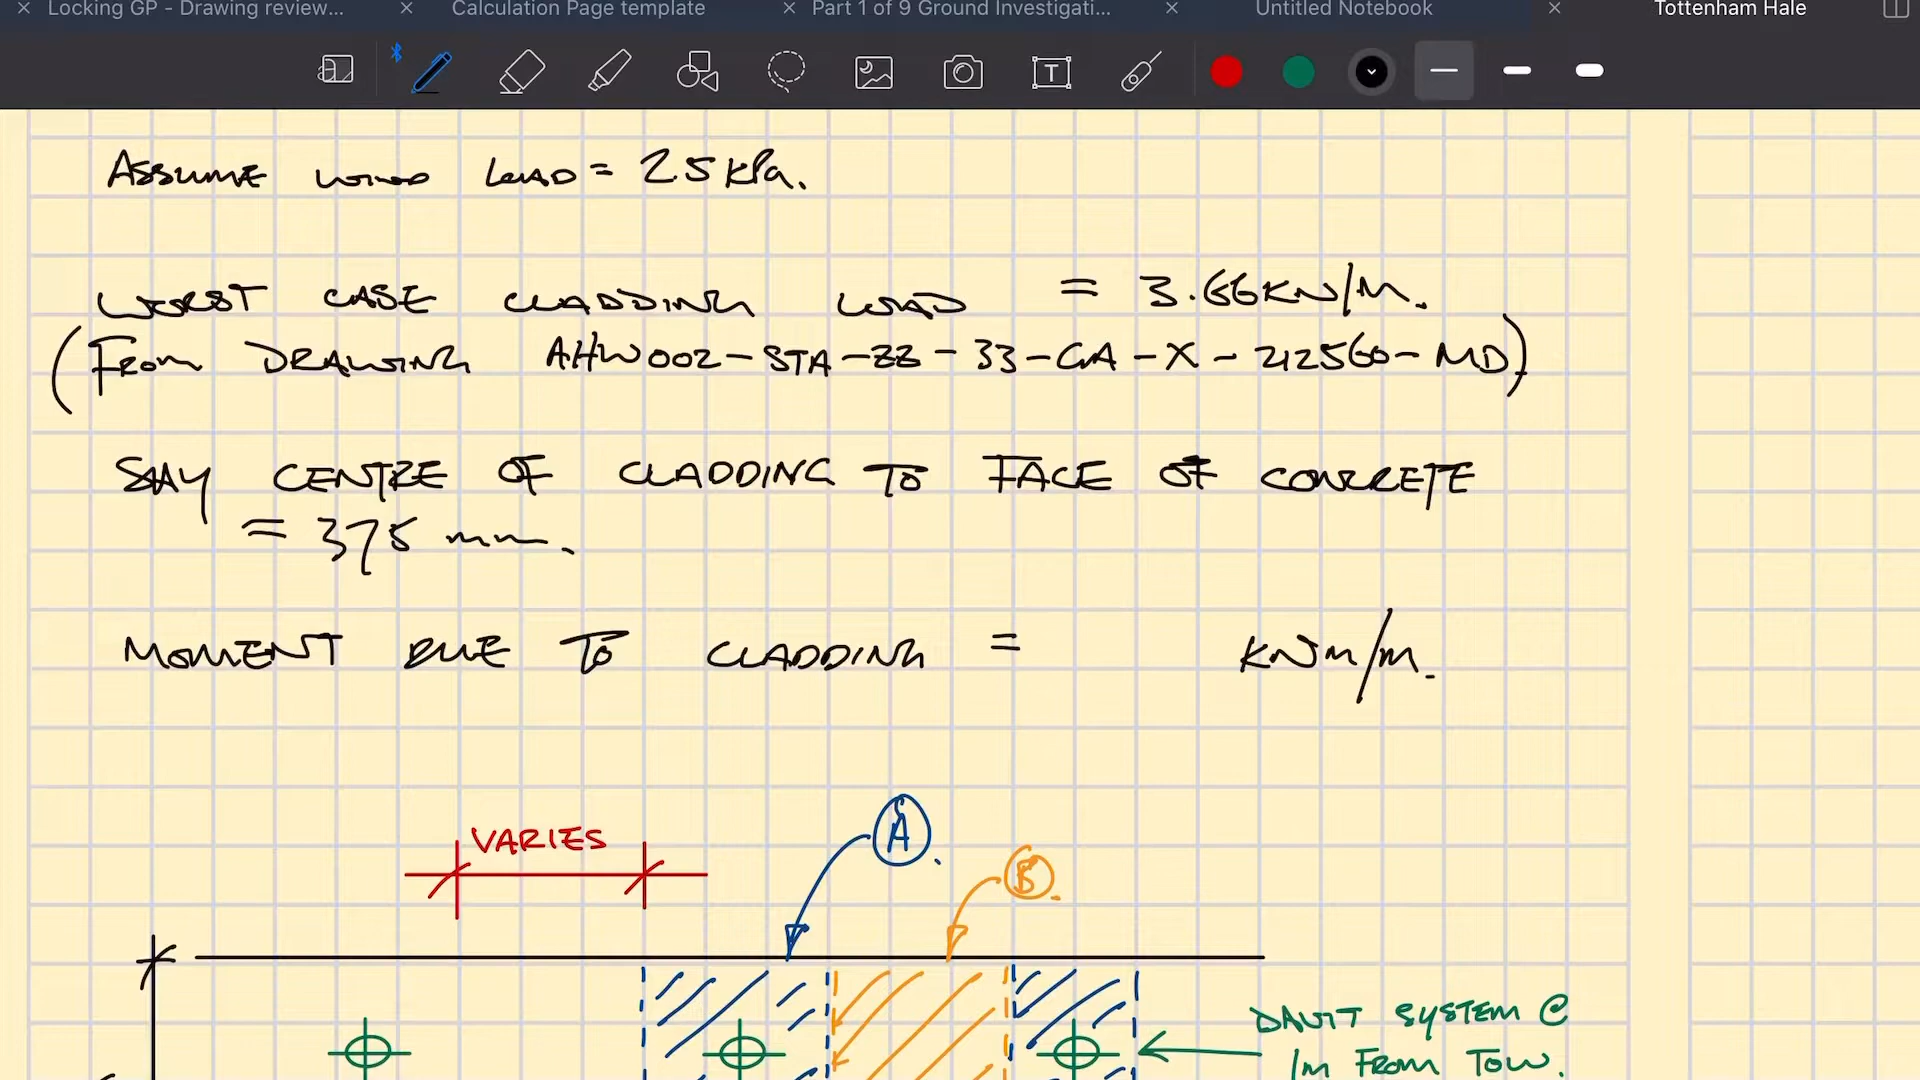 Locking GP - Drawing review...
Calculation Page template
Part 1 of 9 Ground Investigati...
Untitled Notebook
Tottenham Hale
ASSUME WIND LOAD = 2.5 kPa.
WORST CASE CLADDING LOAD = 3.66KN/M.
(FROM DRAWING AHW002-STA-ZZ-33-GA-X-212560-MD)
SAY CENTRE OF CLADDING TO FACE OF CONCRETE
= 375 mm.
MOMENT DUE TO CLADDING = KNm/m.
VARIES
A
B
DAVIT SYSTEM @
1m FROM TOW.